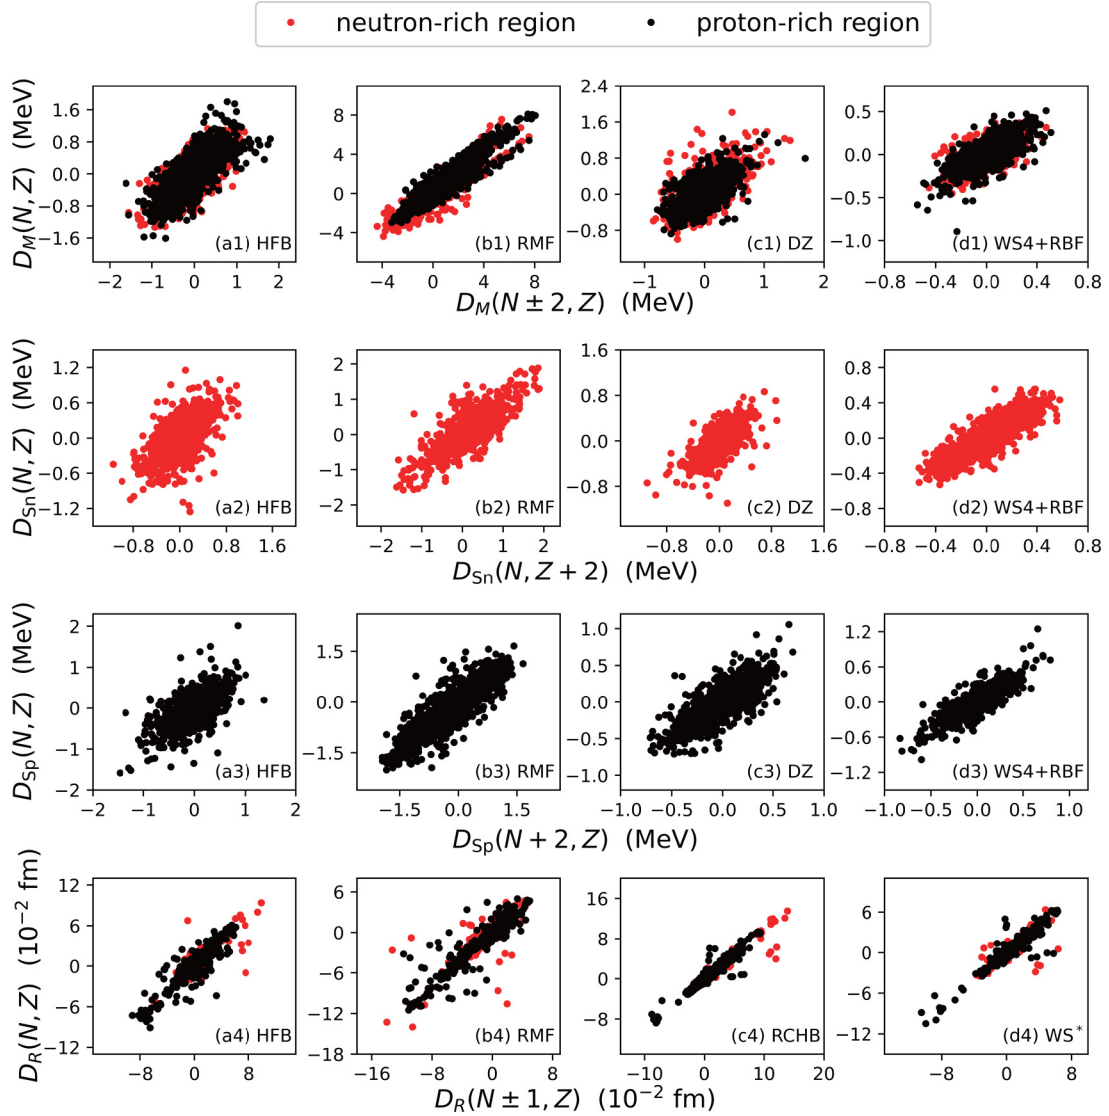 neutron-rich region proton-rich region
D_M(N, Z) (MeV)
1.6
0.8
0.0
−0.8
−1.6
−2 −1 0 1 2
(a1) HFB
8
4
0
−4
−4 0 4 8
(b1) RMF
2.4
1.6
0.8
0.0
−0.8
−1 0 1 2
(c1) DZ
0.5
0.0
−0.5
−1.0
−0.8 −0.4 0.0 0.4 0.8
(d1) WS4+RBF
D_M(N ± 2, Z) (MeV)
D_Sn(N, Z) (MeV)
1.2
0.6
0.0
−0.6
−1.2
−0.8 0.0 0.8 1.6
(a2) HFB
2
1
0
−1
−2
−2 −1 0 1 2
(b2) RMF
1.6
0.8
0.0
−0.8
−0.8 0.0 0.8 1.6
(c2) DZ
0.8
0.4
0.0
−0.4
−0.8
−0.4 0.0 0.4 0.8
(d2) WS4+RBF
D_Sn(N, Z + 2) (MeV)
D_Sp(N, Z) (MeV)
2
1
0
−1
−2
−2 −1 0 1 2
(a3) HFB
1.5
0.0
−1.5
−1.5 0.0 1.5
(b3) RMF
1.0
0.5
0.0
−0.5
−1.0
−1.0 −0.5 0.0 0.5 1.0
(c3) DZ
1.2
0.6
0.0
−0.6
−1.2
−1.0 −0.5 0.0 0.5 1.0
(d3) WS4+RBF
D_Sp(N + 2, Z) (MeV)
D_R(N, Z) (10⁻² fm)
12
6
0
−6
−12
−8 0 8
(a4) HFB
6
0
−6
−12
−18
−16 −8 0 8
(b4) RMF
16
8
0
−8
−10 0 10 20
(c4) RCHB
6
0
−6
−12
−8 0 8
(d4) WS*
D_R(N ± 1, Z) (10⁻² fm)